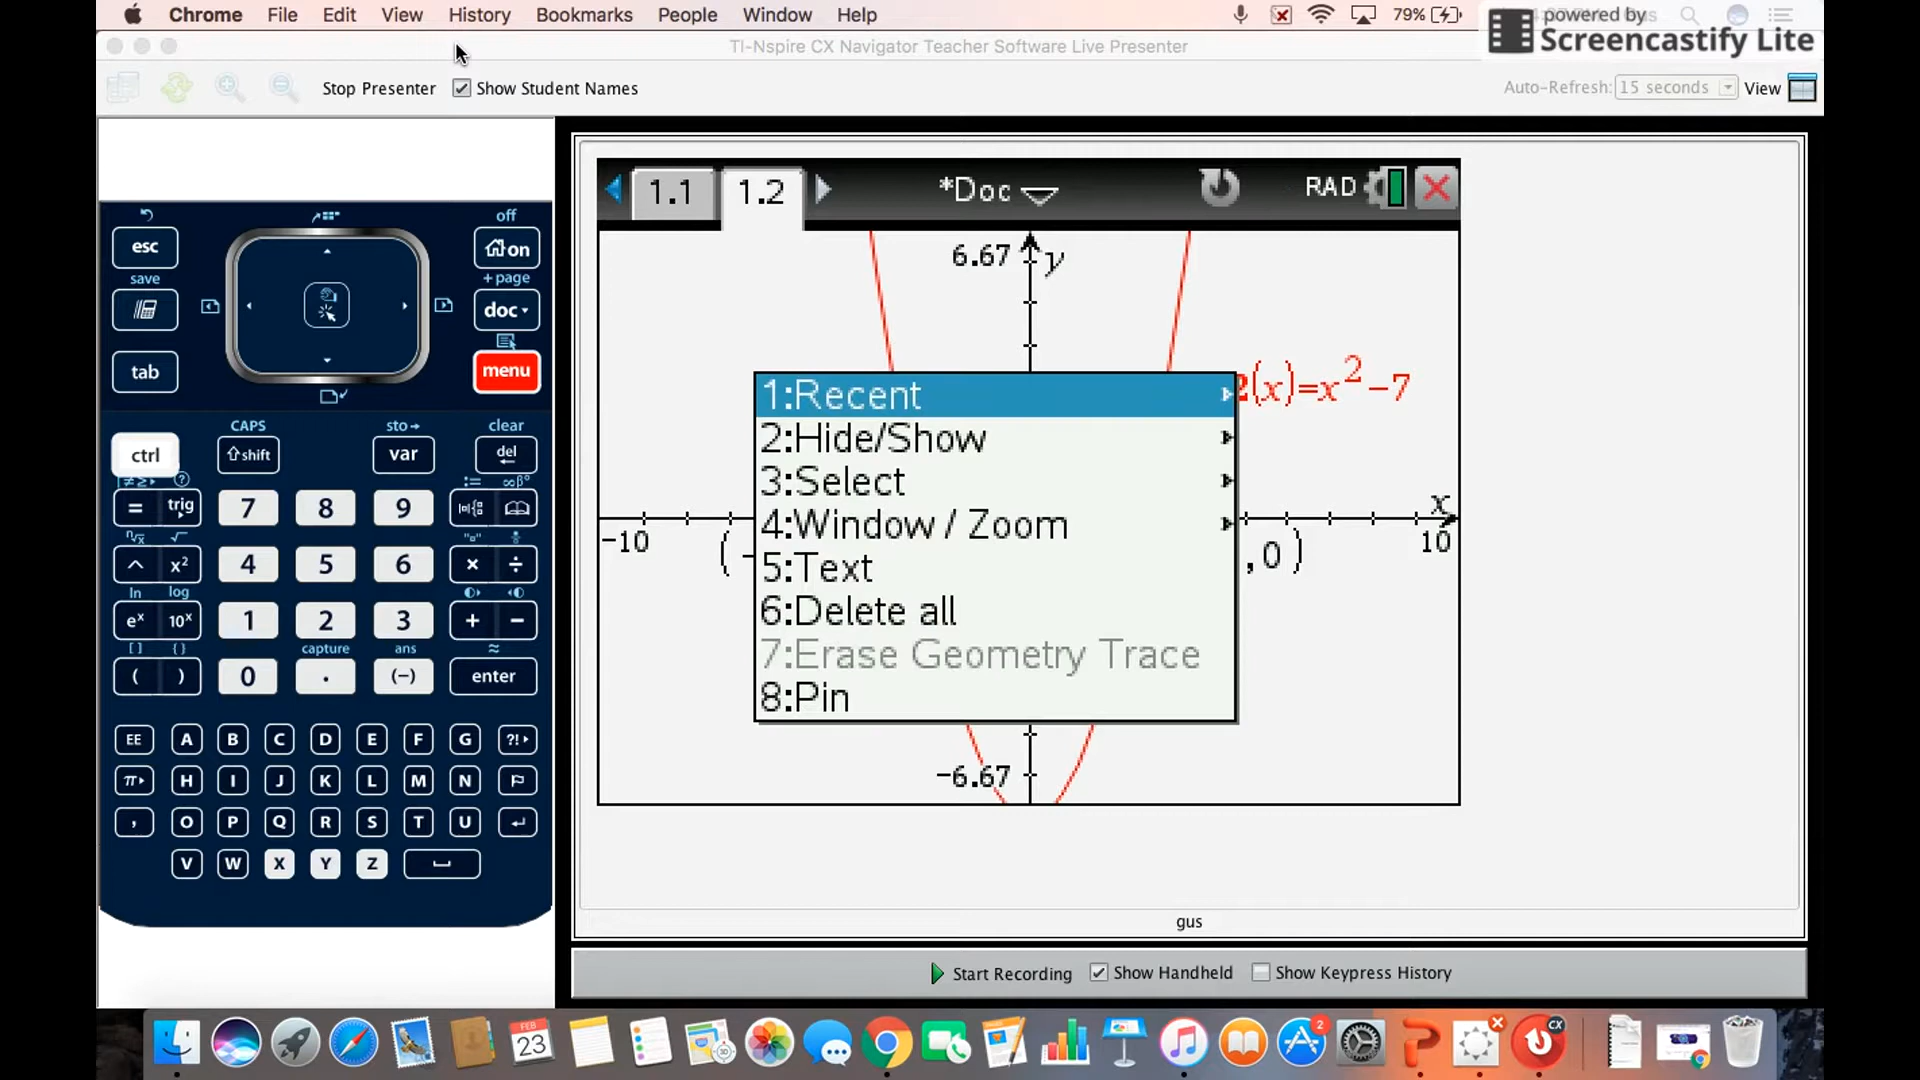 Chrome File Edit View History Bookmarks People Window Help 79%
powered by
Screencastify Lite
TI-Nspire CX Navigator Teacher Software Live Presenter
Stop Presenter Show Student Names Auto-Refresh: 15 seconds View
1.1 1.2 *Doc RAD
6.67 y
2(x)=x²-7
1:Recent
2:Hide/Show
3:Select
4:Window / Zoom
5:Text
6:Delete all
7:Erase Geometry Trace
8:Pin
x
-10 10
(- ,0)
-6.67
off
esc on
save +page
doc
tab menu
CAPS sto→ clear
ctrl shift var del
= trig 7 8 9
^ x² 4 5 6 × ÷
ln log
eˣ 10ˣ 1 2 3 + −
[ ] { } capture ans ≈
( ) 0 . (−) enter
EE A B C D E F G ?!
π H I J K L M N
, O P Q R S T U
V W X Y Z
gus
Start Recording Show Handheld Show Keypress History
FEB
23
2
CX